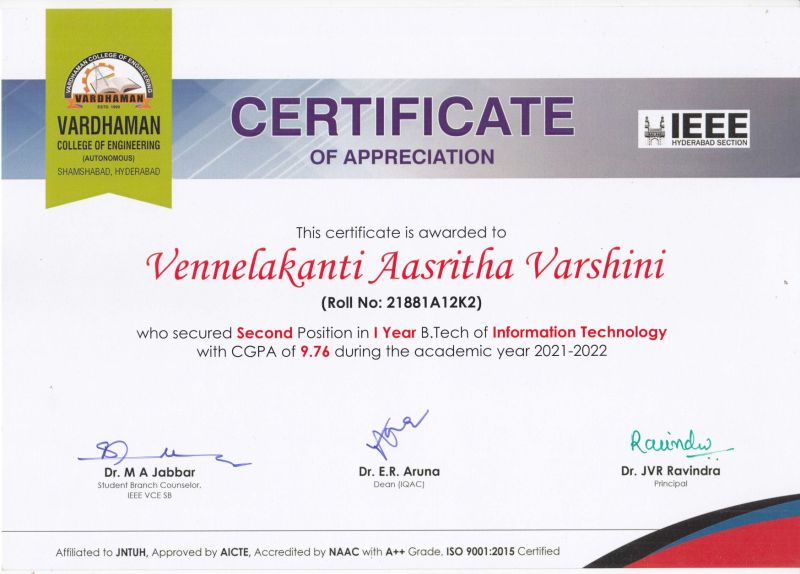 VARDHAMAN COLLEGE OF ENGINEERING
VARDHAMAN
ESTD. 1999
VARDHAMAN
COLLEGE OF ENGINEERING
(AUTONOMOUS)
SHAMSHABAD, HYDERABAD
CERTIFICATE
OF APPRECIATION
IEEE
HYDERABAD SECTION
This certificate is awarded to
Vennelakanti Aasritha Varshini
(Roll No: 21881A12K2)
who secured Second Position in I Year B.Tech of Information Technology
with CGPA of 9.76 during the academic year 2021-2022
Ravindra
Dr. M A Jabbar
Student Branch Counselor,
IEEE VCE SB
Dr. E.R. Aruna
Dean (IQAC)
Dr. JVR Ravindra
Principal
Affiliated to JNTUH, Approved by AICTE, Accredited by NAAC with A++ Grade, ISO 9001:2015 Certified